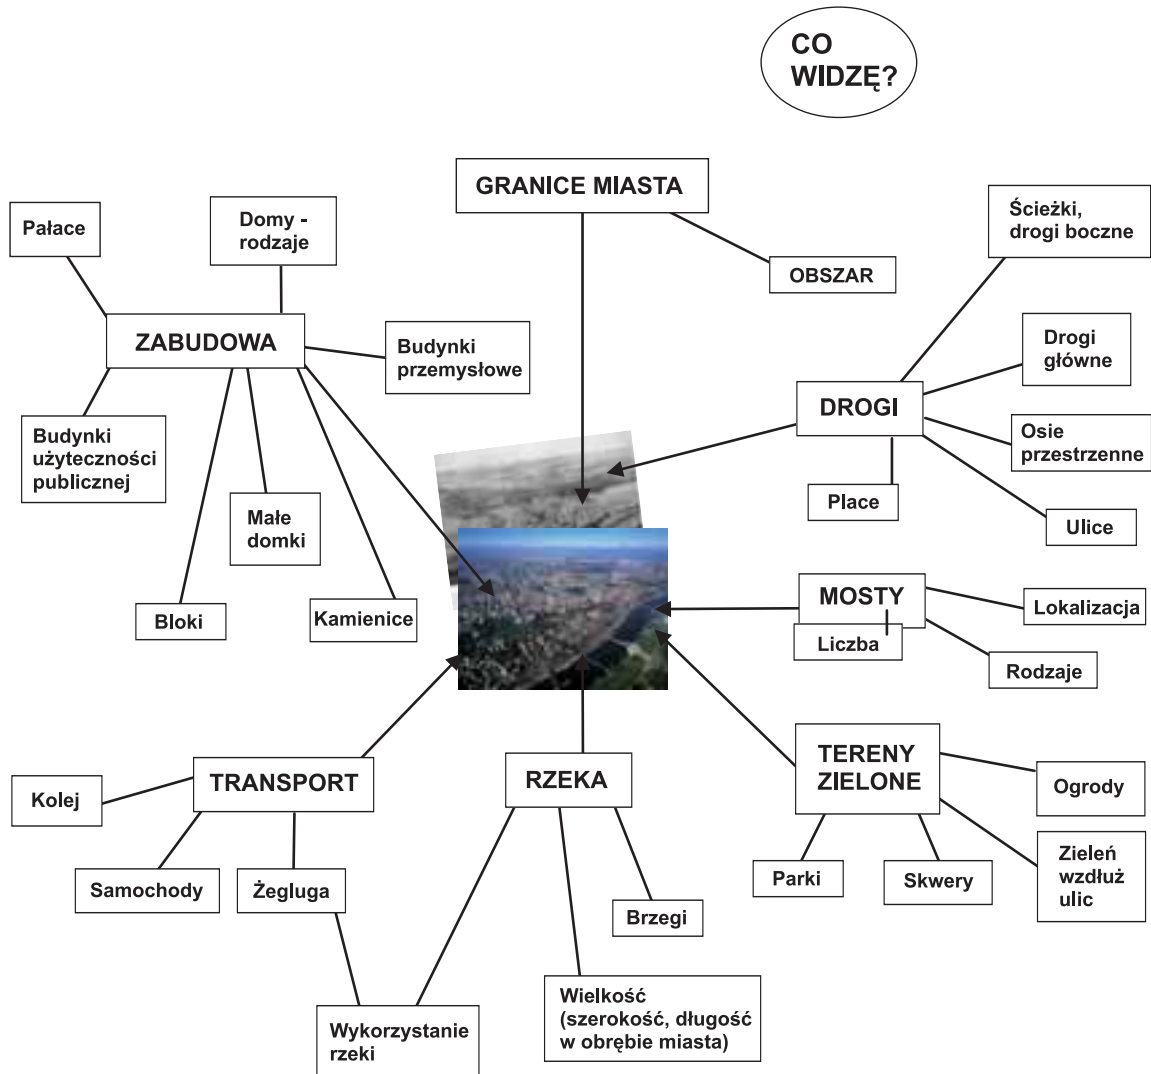 CO
WIDZĘ?
GRANICE MIASTA
OBSZAR
Pałace
Domy -
rodzaje
ZABUDOWA
Budynki
przemysłowe
Budynki
użyteczności
publicznej
Małe
domki
Bloki
Kamienice
Ścieżki,
drogi boczne
Drogi
główne
DROGI
Osie
przestrzenne
Place
Ulice
MOSTY
Liczba
Lokalizacja
Rodzaje
TERENY
ZIELONE
Ogrody
Parki
Skwery
Zieleń
wzdłuż
ulic
TRANSPORT
Kolej
Samochody
Żegluga
RZEKA
Brzegi
Wielkość
(szerokość, długość
w obrębie miasta)
Wykorzystanie
rzeki